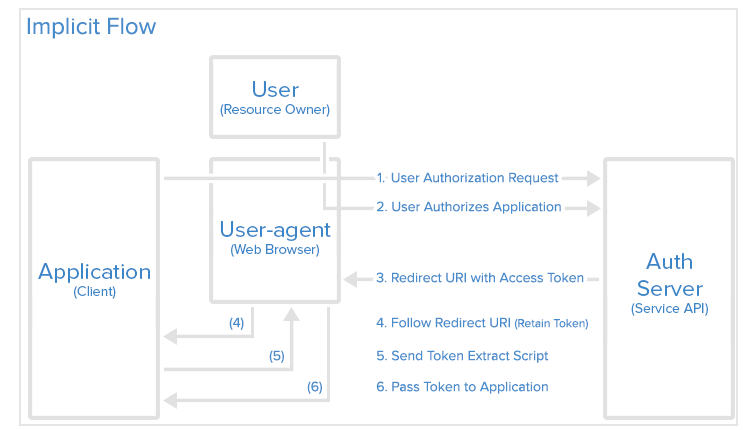 Implicit Flow
User
(Resource Owner)
1. User Authorization Request
2. User Authorizes Application
User-agent
(Web Browser)
Application
(Client)
Auth
Server
(Service API)
3. Redirect URI with Access Token
(4)
4. Follow Redirect URI (Retain Token)
(5)
5. Send Token Extract Script
(6)
6. Pass Token to Application